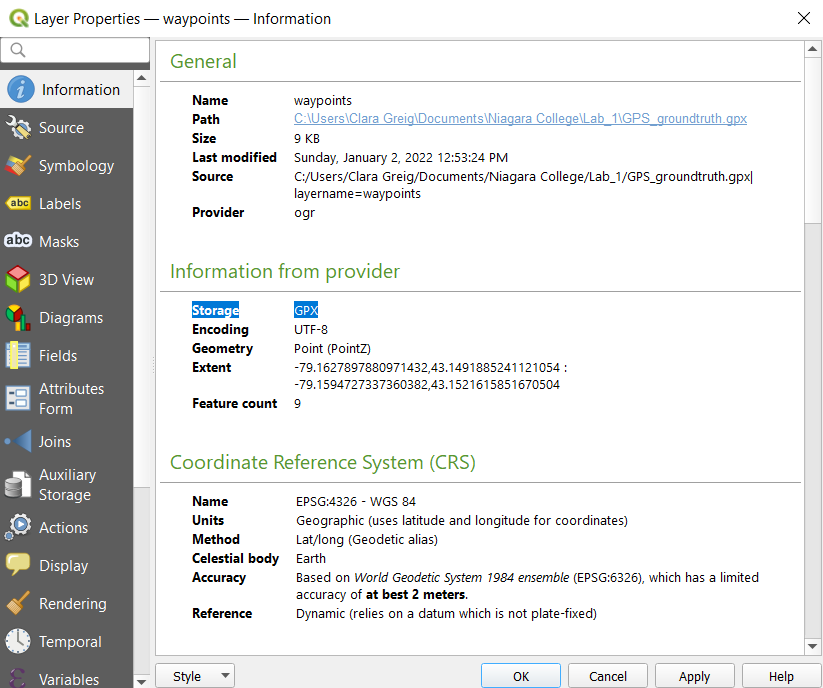 Layer Properties — waypoints — Information
Information
Source
Symbology
abc Labels
abc Masks
3D View
Diagrams
Fields
Attributes
Form
Joins
Auxiliary
Storage
Actions
Display
Rendering
Temporal
Variables
General
Name waypoints
Path C:\Users\Clara Greig\Documents\Niagara College\Lab_1\GPS_groundtruth.gpx
Size 9 KB
Last modified Sunday, January 2, 2022 12:53:24 PM
Source C:/Users/Clara Greig/Documents/Niagara College/Lab_1/GPS_groundtruth.gpx|
layername=waypoints
Provider ogr
Information from provider
Storage GPX
Encoding UTF-8
Geometry Point (PointZ)
Extent -79.1627897880971432,43.1491885241121054 :
-79.1594727337360382,43.1521615851670504
Feature count 9
Coordinate Reference System (CRS)
Name EPSG:4326 - WGS 84
Units Geographic (uses latitude and longitude for coordinates)
Method Lat/long (Geodetic alias)
Celestial body Earth
Accuracy Based on World Geodetic System 1984 ensemble (EPSG:6326), which has a limited
accuracy of at best 2 meters.
Reference Dynamic (relies on a datum which is not plate-fixed)
Style OK Cancel Apply Help